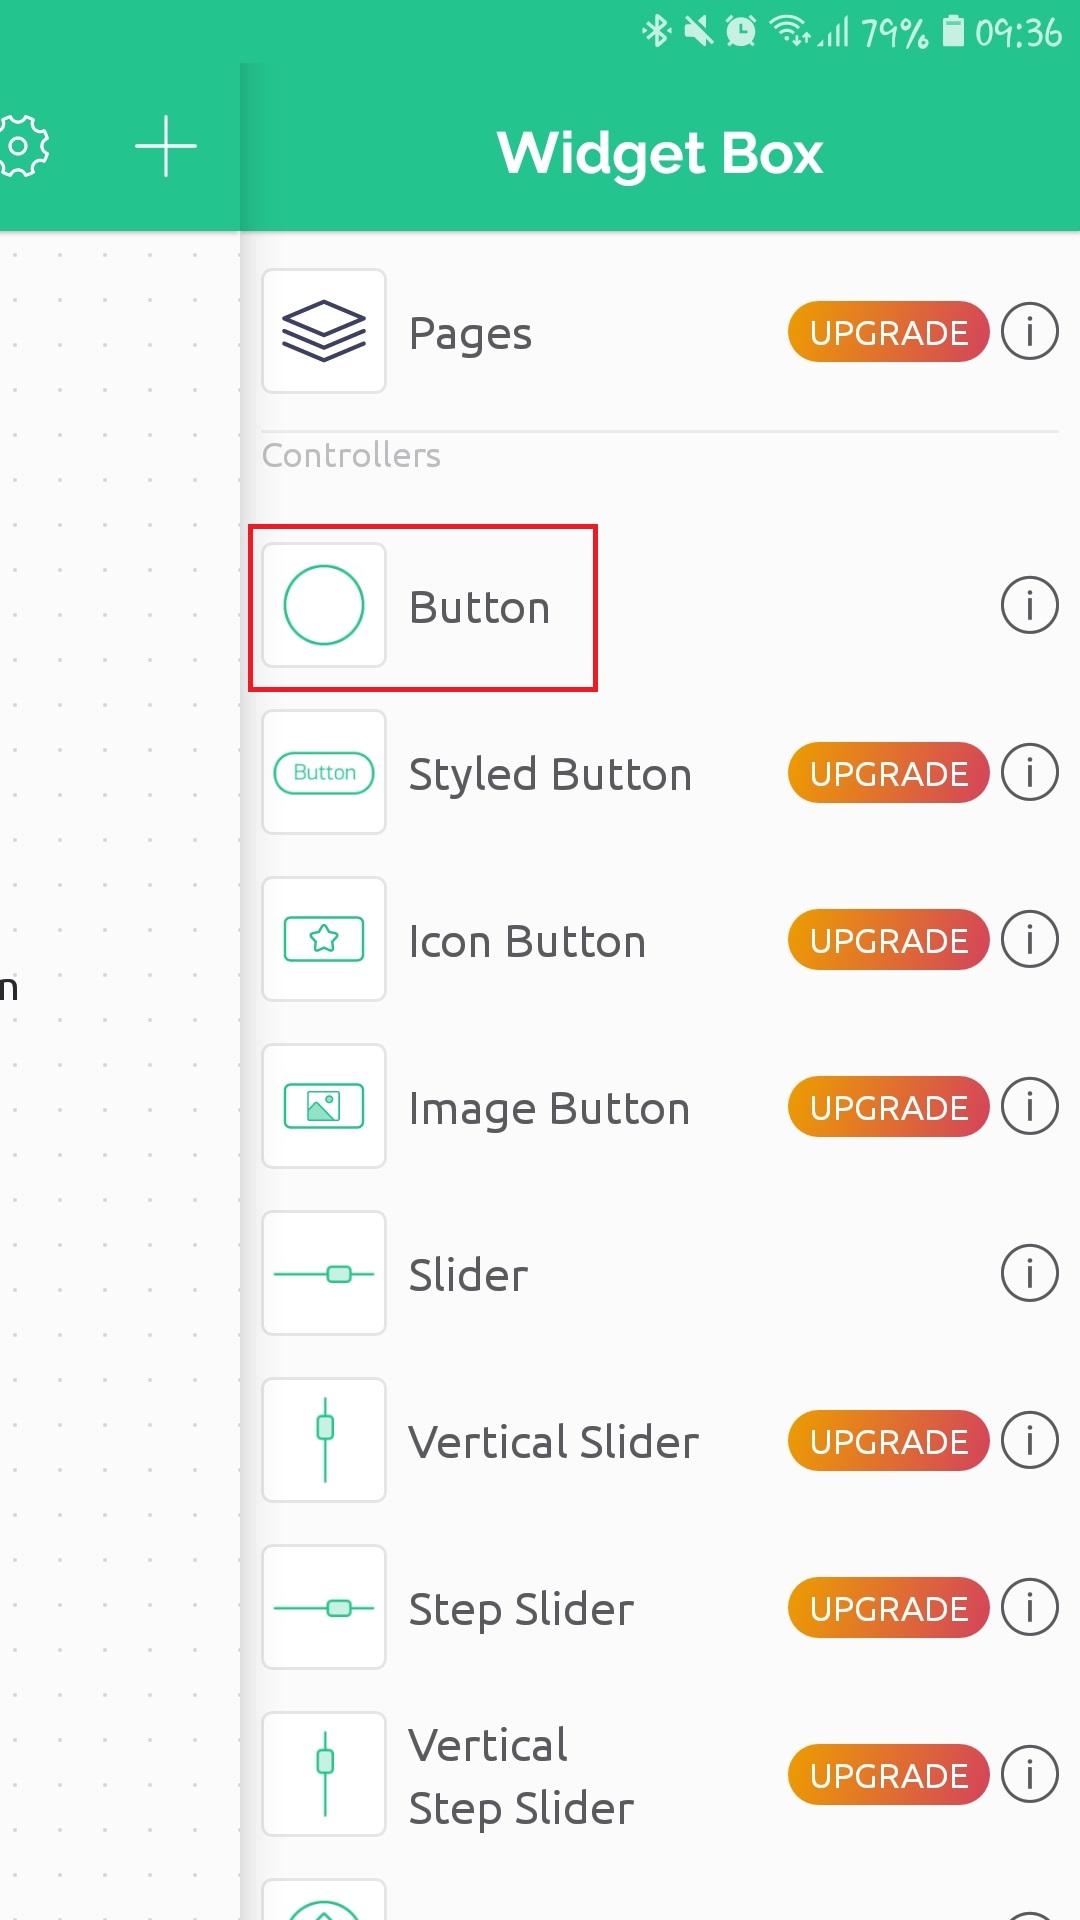 79% 09:36
Widget Box
Pages UPGRADE i
Controllers
Button i
Button Styled Button UPGRADE i
Icon Button UPGRADE i
n
Image Button UPGRADE i
Slider i
Vertical Slider UPGRADE i
Step Slider UPGRADE i
Vertical
Step Slider UPGRADE i